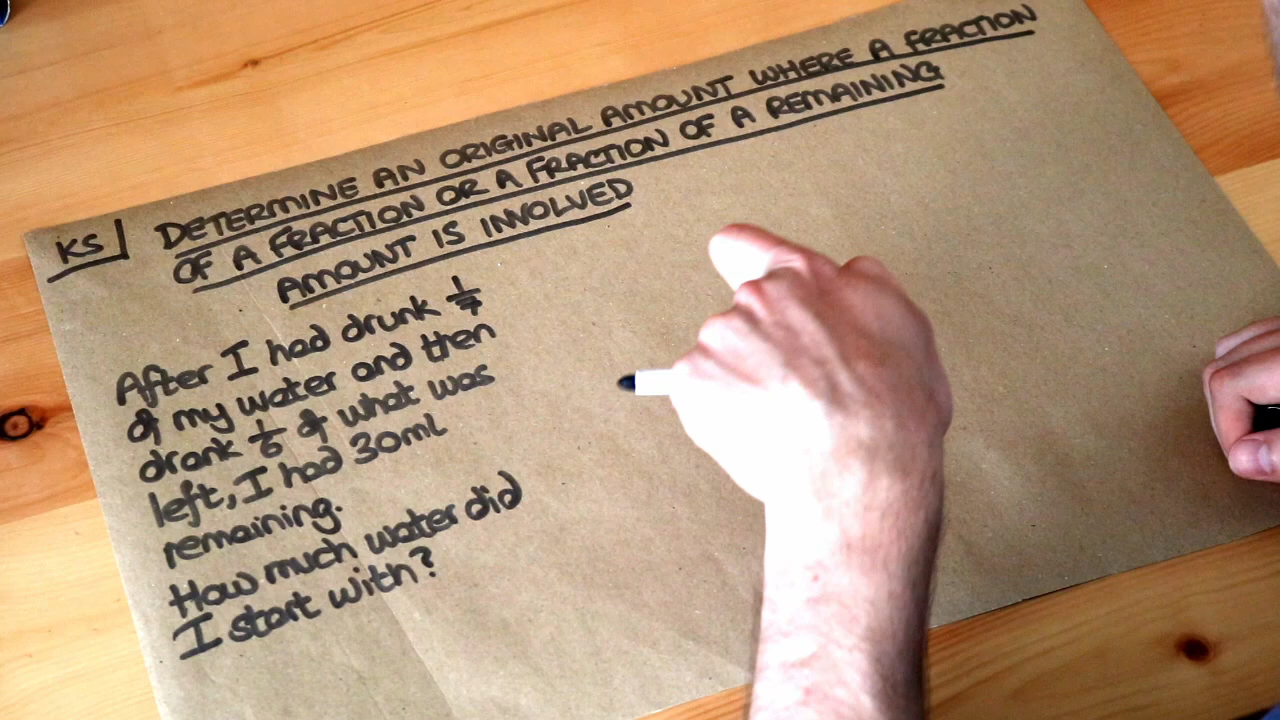 KS
DETERMINE AN ORIGINAL AMOUNT WHERE A FRACTION
OF A FRACTION OR A FRACTION OF A REMAINING
AMOUNT IS INVOLVED
After I had drunk 1/7
of my water and then
drank 1/6 of what was
left, I had 30ml
remaining.
How much water did
I start with?